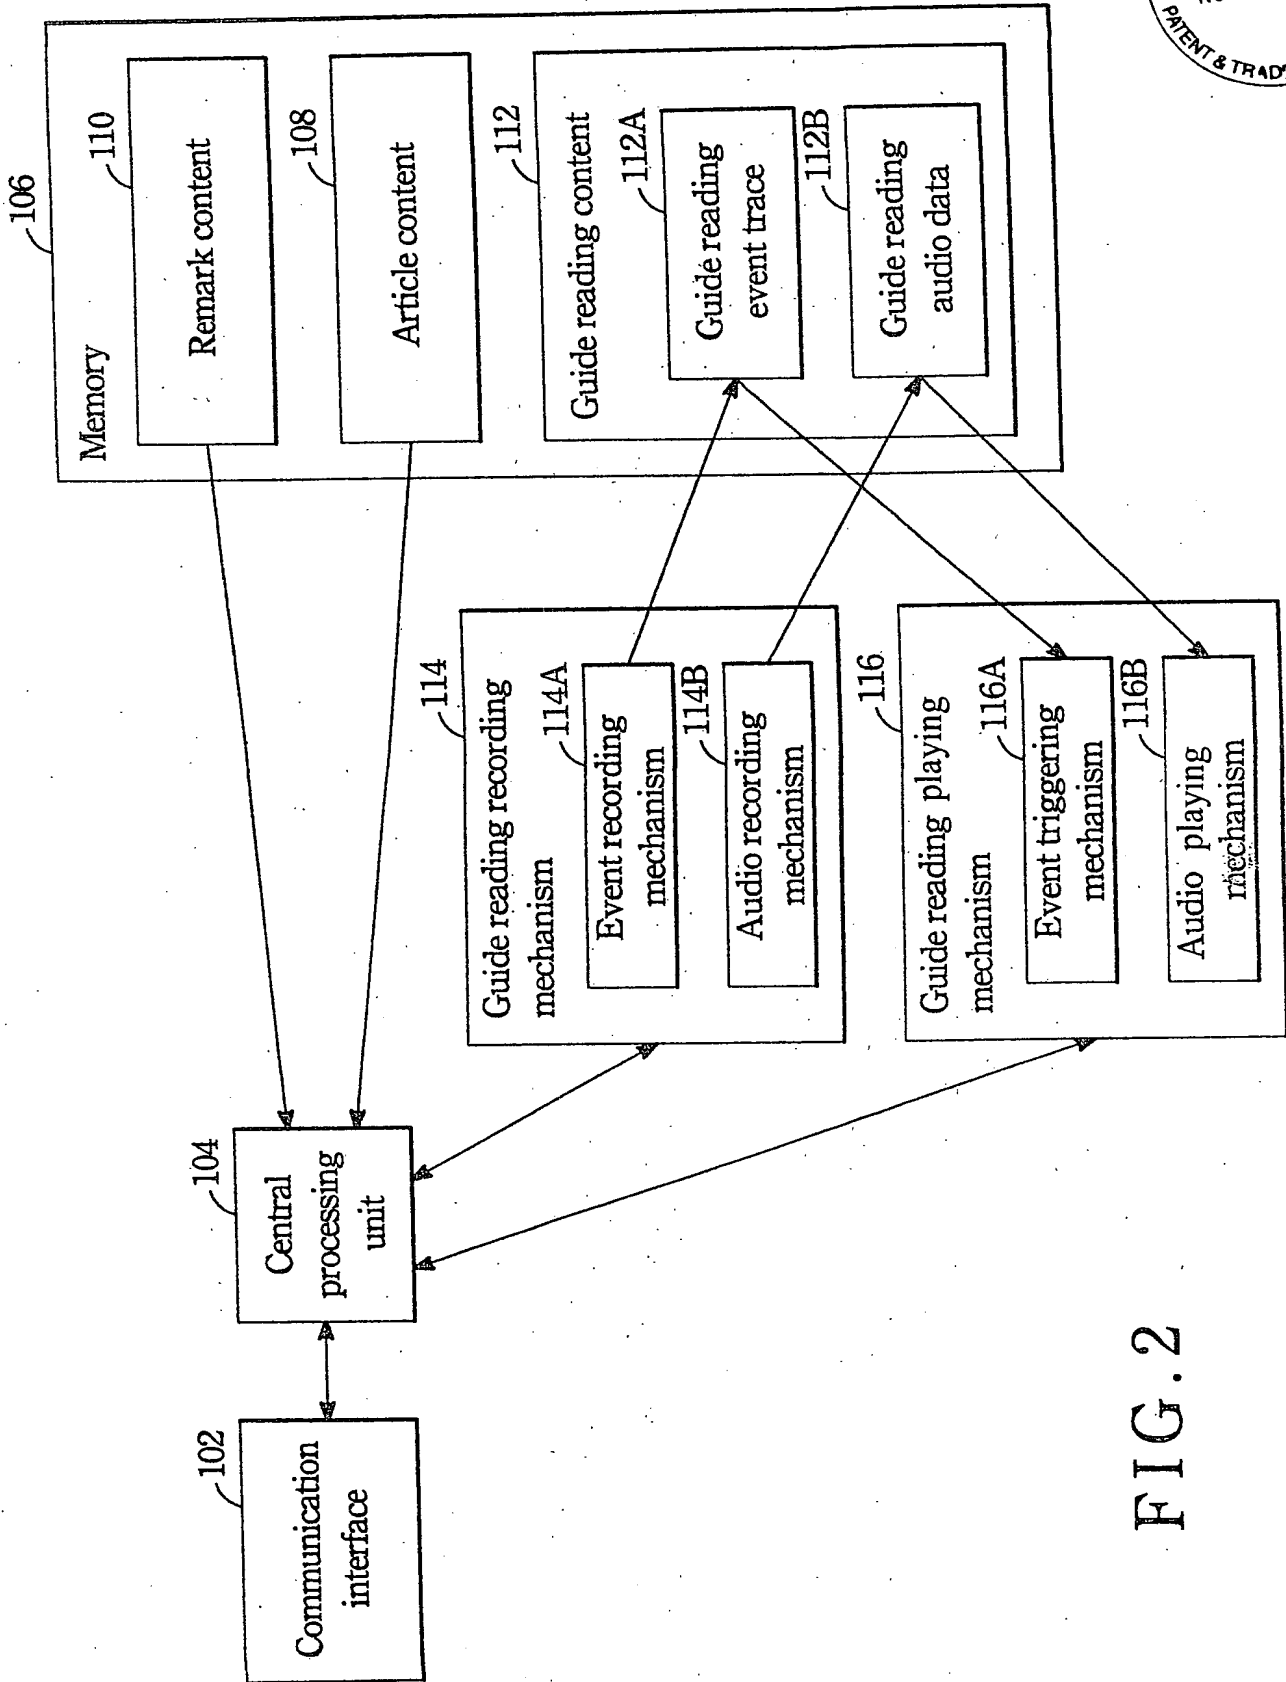 102
Communication
interface
104
Central
processing
unit
106
Memory
110
Remark content
108
Article content
112
Guide reading content
112A
Guide reading
event trace
112B
Guide reading
audio data
114
Guide reading recording
mechanism
114A
Event recording
mechanism
114B
Audio recording
mechanism
116
Guide reading playing
mechanism
116A
Event triggering
mechanism
116B
Audio playing
mechanism
FIG.2
PATENT &